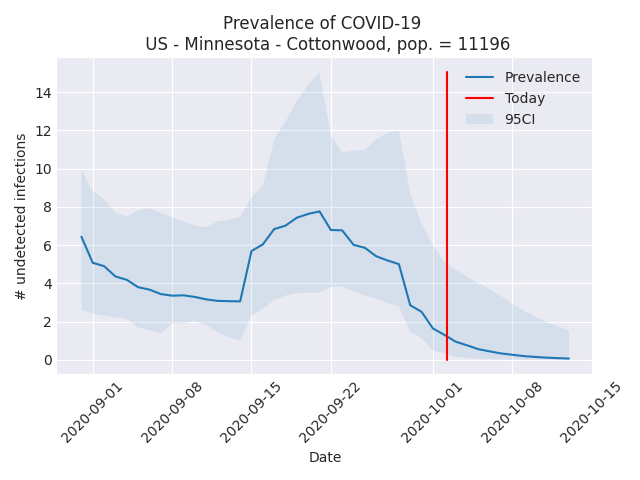 Prevalence of COVID-19
US - Minnesota - Cottonwood, pop. = 11196
Prevalence
Today
95CI
# undetected infections
14
12
10
8
6
4
2
0
2020-09-01
2020-09-08
2020-09-15
2020-09-22
2020-10-01
2020-10-08
2020-10-15
Date